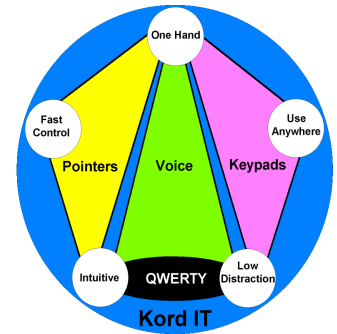 One Hand
Fast
Control
Use
Anywhere
Pointers
Voice
Keypads
Intuitive
QWERTY
Low
Distraction
Kord IT